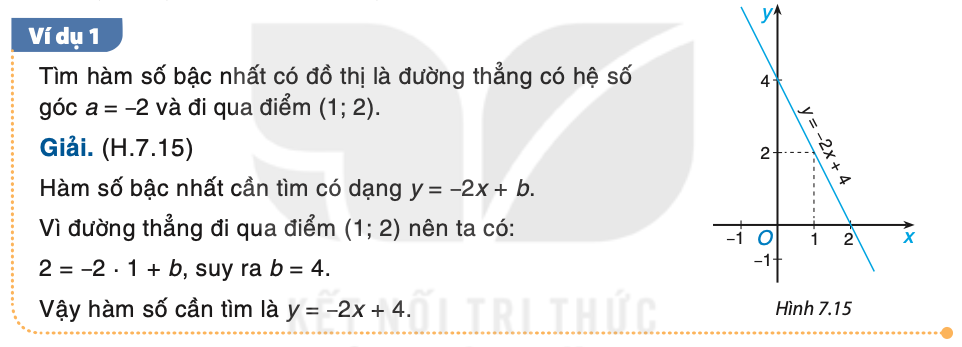 Ví dụ 1
Tìm hàm số bậc nhất có đồ thị là đường thẳng có hệ số
góc a = –2 và đi qua điểm (1; 2).
Giải. (H.7.15)
Hàm số bậc nhất cần tìm có dạng y = –2x + b.
Vì đường thẳng đi qua điểm (1; 2) nên ta có:
2 = –2 · 1 + b, suy ra b = 4.
Vậy hàm số cần tìm là y = –2x + 4.
KẾT NỐI TRI THỨC
y
4
y = –2x + 4
2
–1 O 1 2 x
–1
Hình 7.15